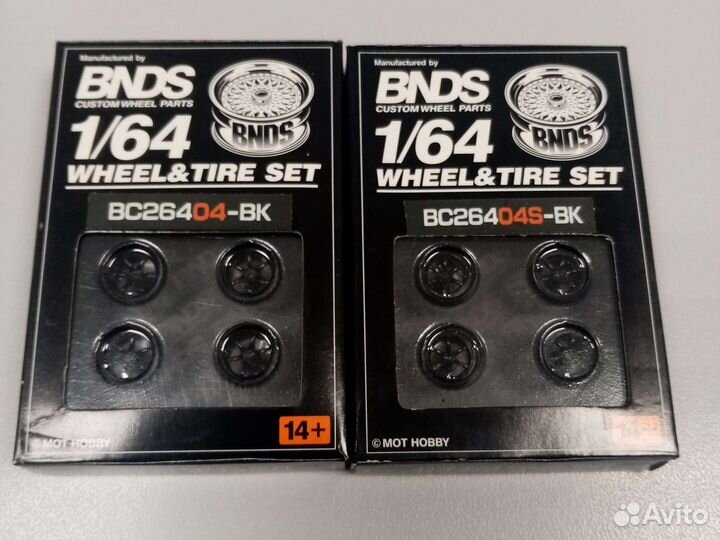 Manufactured by
BNDS
CUSTOM WHEEL PARTS
BNDS
1/64
WHEEL&TIRE SET
BC26404-BK
14+
© MOT HOBBY
Manufactured by
BNDS
CUSTOM WHEEL PARTS
BNDS
1/64
WHEEL&TIRE SET
BC26404S-BK
14+
© MOT HOBBY
Avito